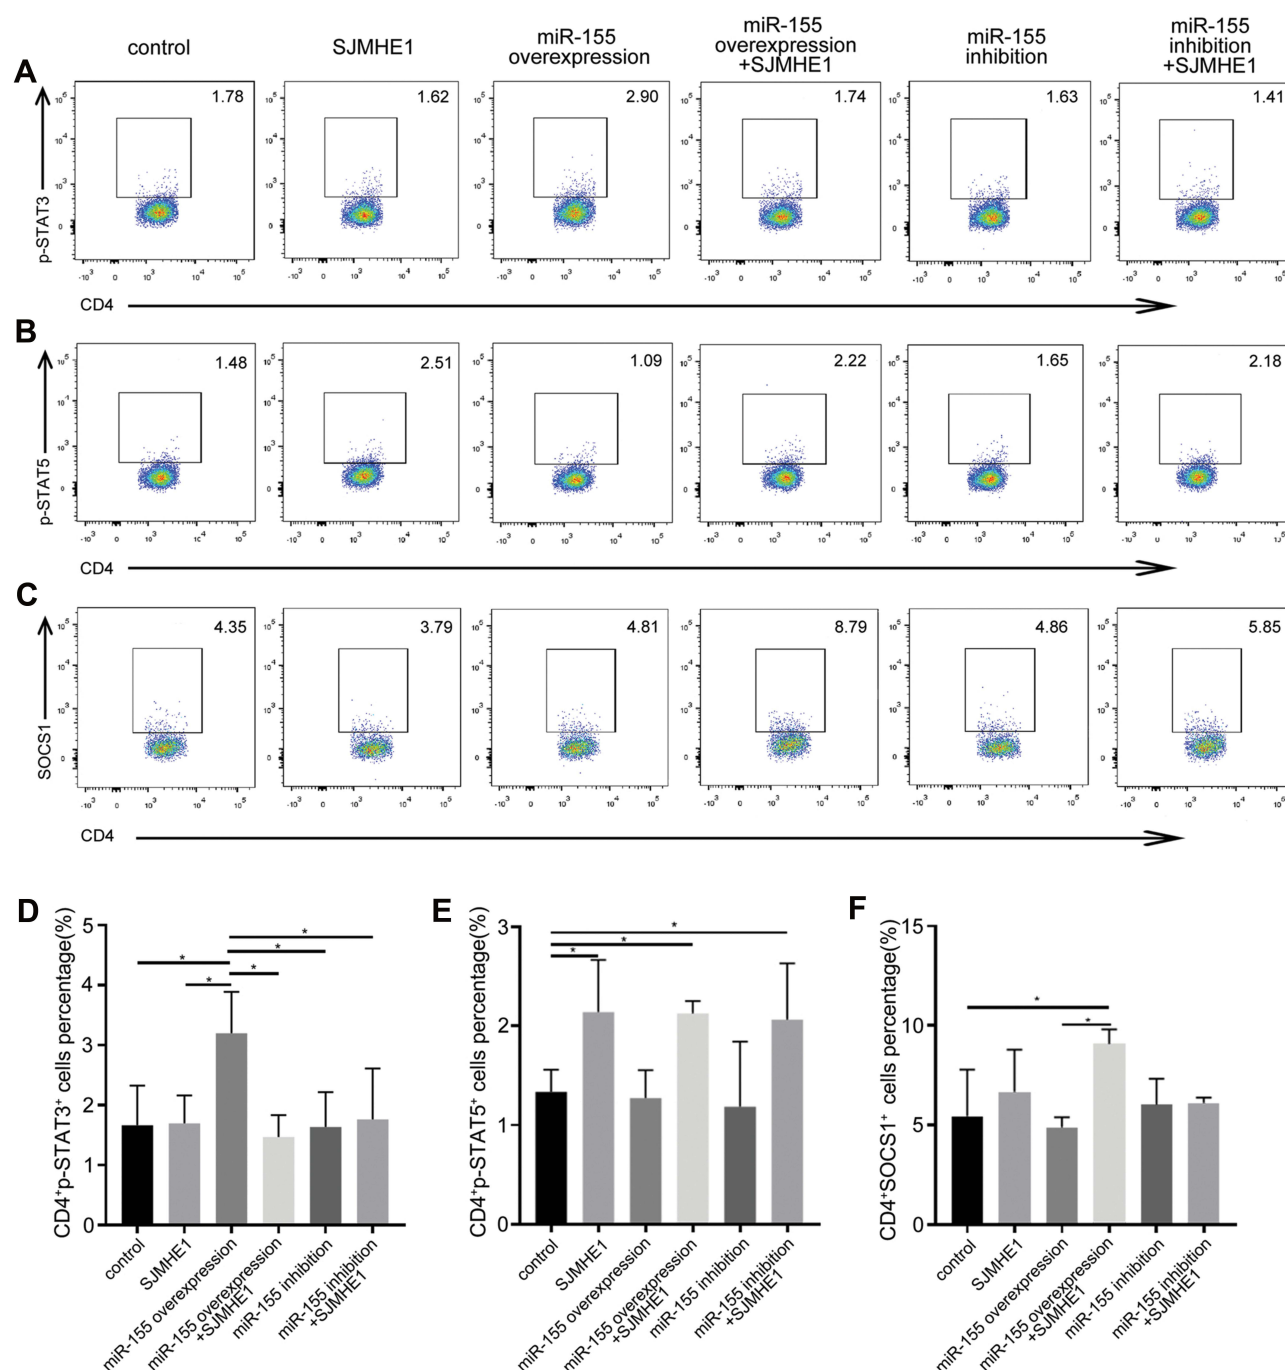 control
SJMHE1
miR-155
overexpression
miR-155
overexpression
+SJMHE1
miR-155
inhibition
miR-155
inhibition
+SJMHE1
A
p-STAT3
1.78
1.62
2.90
1.74
1.63
1.41
CD4
B
p-STAT5
1.48
2.51
1.09
2.22
1.65
2.18
CD4
C
SOCS1
4.35
3.79
4.81
8.79
4.86
5.85
CD4
D
CD4⁺p-STAT3⁺ cells percentage(%)
5
4
3
2
1
0
* * * * *
control
SJMHE1
miR-155 overexpression
miR-155 overexpression
+SJMHE1
miR-155 inhibition
miR-155 inhibition
+SJMHE1
E
CD4⁺p-STAT5⁺ cells percentage(%)
3
2
1
0
* * *
control
SJMHE1
miR-155 overexpression
miR-155 overexpression
+SJMHE1
miR-155 inhibition
miR-155 inhibition
+SJMHE1
F
CD4⁺SOCS1⁺ cells percentage(%)
15
10
5
0
* *
control
SJMHE1
miR-155 overexpression
miR-155 overexpression
+SJMHE1
miR-155 inhibition
miR-155 inhibition
+SJMHE1